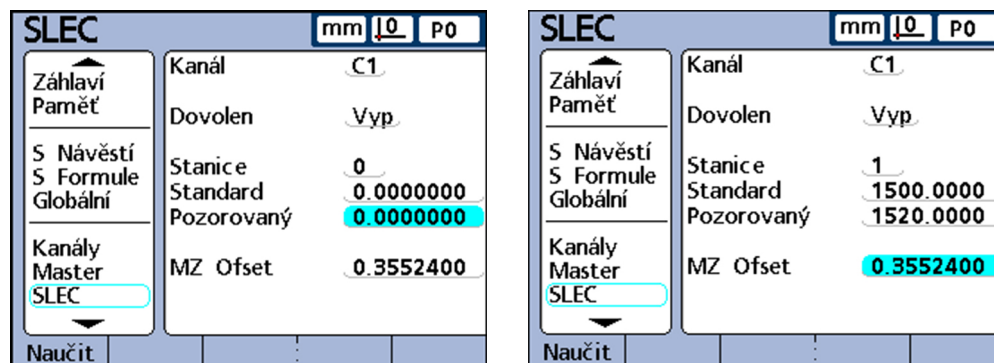 SLEC mm 0 P0
Záhlaví
Paměť
S Návěstí
S Formule
Globální
Kanály
Master
SLEC
Kanál C1
Dovolen Vyp
Stanice 0
Standard 0.0000000
Pozorovaný 0.0000000
MZ Ofset 0.3552400
Naučit
SLEC mm 0 P0
Záhlaví
Paměť
S Návěstí
S Formule
Globální
Kanály
Master
SLEC
Kanál C1
Dovolen Vyp
Stanice 1
Standard 1500.0000
Pozorovaný 1520.0000
MZ Ofset 0.3552400
Naučit